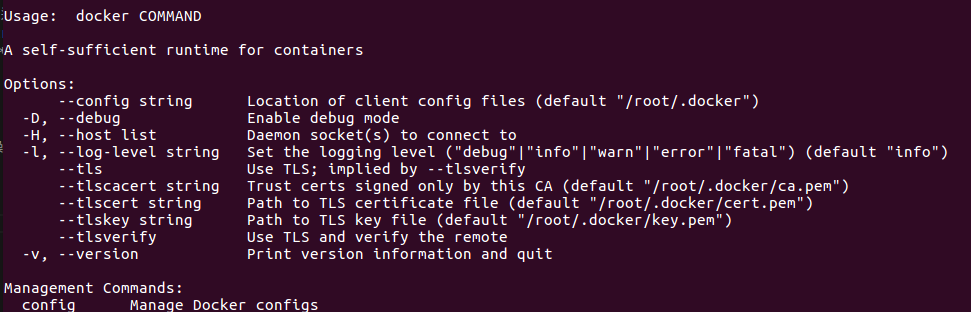 Usage:  docker COMMAND
A self-sufficient runtime for containers
Options:
      --config string      Location of client config files (default "/root/.docker")
  -D, --debug              Enable debug mode
  -H, --host list          Daemon socket(s) to connect to
  -l, --log-level string   Set the logging level ("debug"|"info"|"warn"|"error"|"fatal") (default "info")
      --tls                Use TLS; implied by --tlsverify
      --tlscacert string   Trust certs signed only by this CA (default "/root/.docker/ca.pem")
      --tlscert string     Path to TLS certificate file (default "/root/.docker/cert.pem")
      --tlskey string      Path to TLS key file (default "/root/.docker/key.pem")
      --tlsverify          Use TLS and verify the remote
  -v, --version            Print version information and quit
Management Commands:
  config      Manage Docker configs